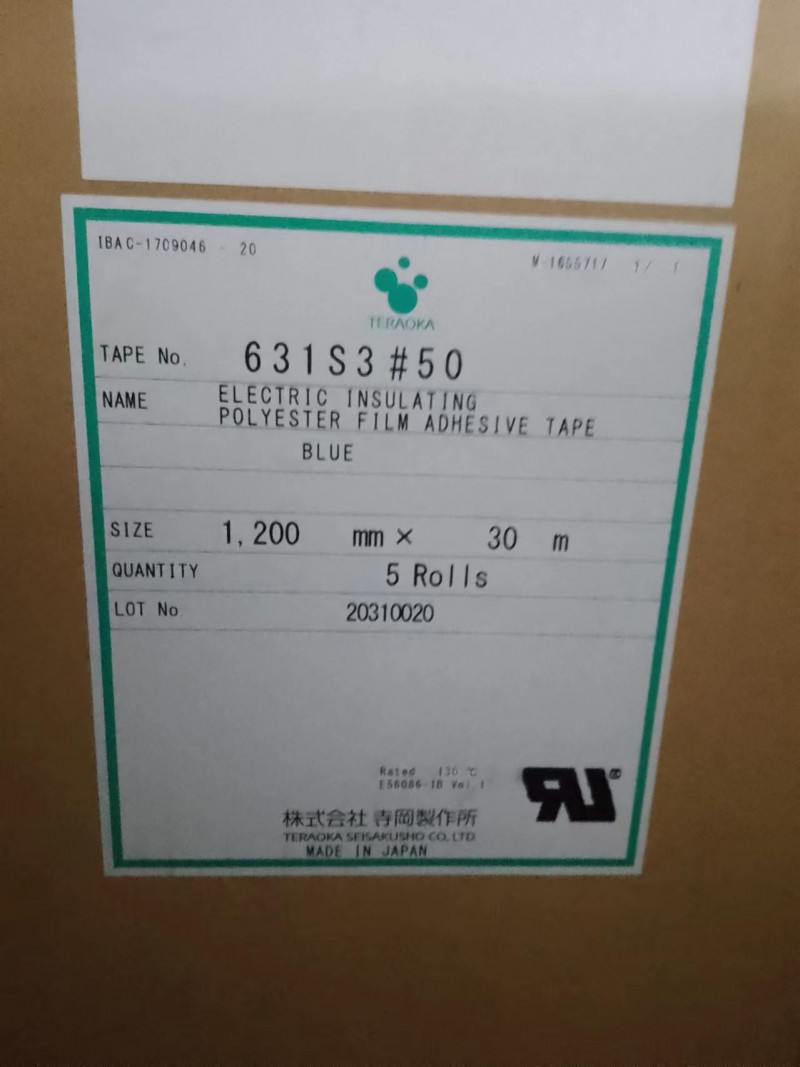 IBAC-1709046 - 20
TERAOKA
TAPE No. 631S3#50
NAME ELECTRIC INSULATING
POLYESTER FILM ADHESIVE TAPE
BLUE
SIZE 1,200 mm × 30 m
QUANTITY 5 Rolls
LOT No 20310020
Rated 130 ℃
株式会社 寺岡製作所
TERAOKA SEISAKUSHO CO., LTD
MADE IN JAPAN